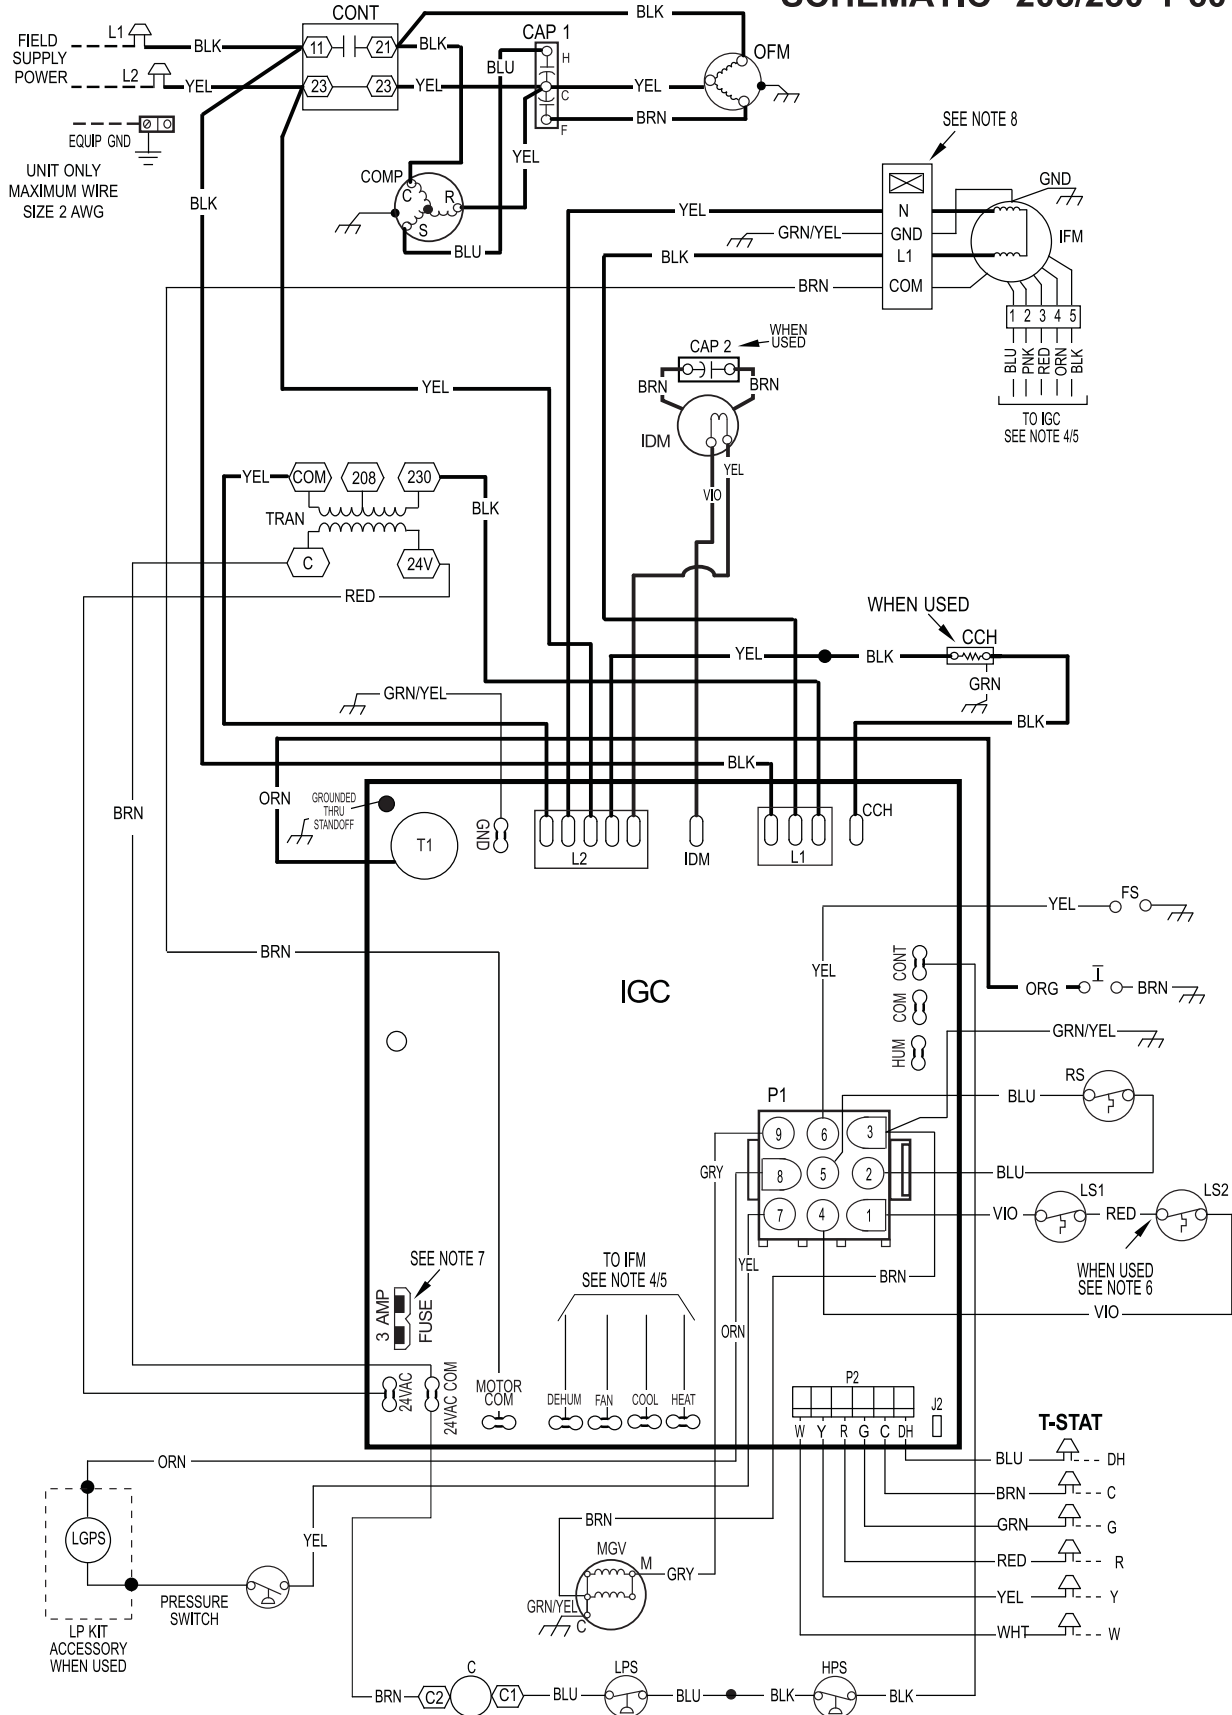 SCHEMATIC 208/230-1-60
CONT
BLK
L1
FIELD
SUPPLY
POWER
BLK
11
21
BLK
CAP 1
H
BLU
OFM
L2
YEL
23
23
YEL
C
YEL
BRN
F
EQUIP GND
UNIT ONLY
MAXIMUM WIRE
SIZE 2 AWG
YEL
SEE NOTE 8
COMP
C
R
S
BLK
BLU
YEL
N
GND
GRN/YEL
GND
IFM
BLK
L1
BRN
COM
1 2 3 4 5
BLU
PNK
RED
ORN
BLK
TO IGC
SEE NOTE 4/5
WHEN
USED
CAP 2
BRN
BRN
YEL
IDM
YEL
VIO
YEL
COM
208
230
BLK
TRAN
C
24V
RED
WHEN USED
CCH
YEL
BLK
GRN
GRN/YEL
BLK
BLK
ORN
BRN
GROUNDED
THRU
STANDOFF
T1
GND
L2
IDM
L1
CCH
YEL
FS
BRN
YEL
CONT
IGC
ORG
BRN
COM
HUM
GRN/YEL
RS
P1
BLU
9
6
3
GRY
8
5
2
BLU
7
4
1
VIO
LS1
RED
LS2
WHEN USED
SEE NOTE 6
SEE NOTE 7
TO IFM
SEE NOTE 4/5
YEL
BRN
VIO
3 AMP
FUSE
ORN
24VAC
24VAC COM
MOTOR
COM
DEHUM
FAN
COOL
HEAT
P2
J2
W Y R G C DH
T-STAT
ORN
BLU
DH
BRN
C
LGPS
YEL
BRN
GRN
G
MGV
M
GRY
RED
R
PRESSURE
SWITCH
GRN/YEL
C
YEL
Y
LP KIT
ACCESSORY
WHEN USED
WHT
W
C
LPS
HPS
BRN
C2
C1
BLU
BLU
BLK
BLK